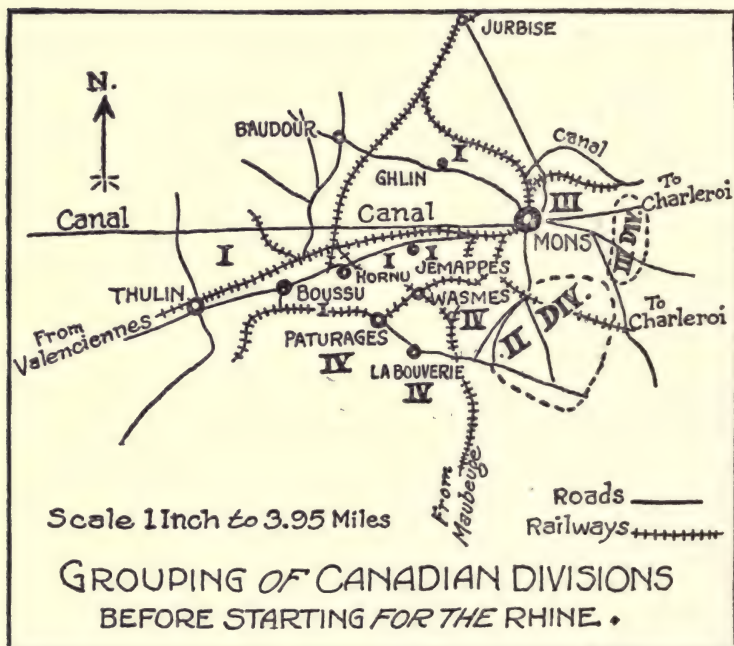 JURBISE
N.
BAUDOUR
I
Canal
GHLIN
To
Charleroi
Canal
Canal
III
MONS
III DIV.
I
I
I
HORNU
JEMAPPES
THULIN
BOUSSU
I
WASMES
II DIV.
To
Charleroi
From
Valenciennes
PATURAGES
IV
IV
LA BOUVERIE
IV
From
Maubeuge
Scale 1 Inch to 3.95 Miles
Roads
Railways
GROUPING OF CANADIAN DIVISIONS
BEFORE STARTING FOR THE RHINE.